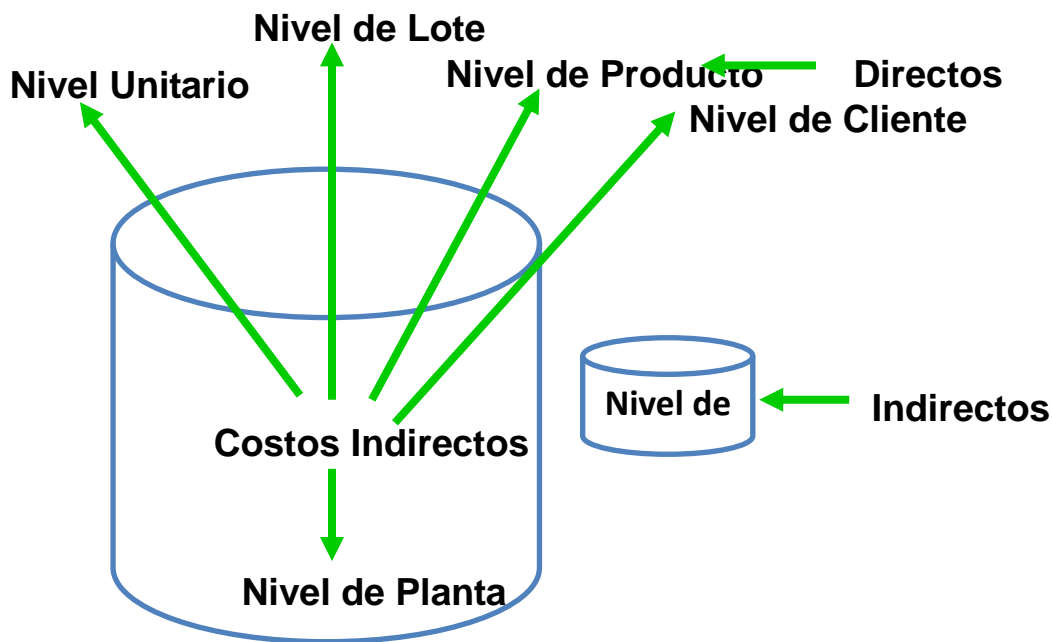 Nivel de Lote
Nivel Unitario
Nivel de Producto
Directos
Nivel de Cliente
Nivel de
Indirectos
Costos Indirectos
Nivel de Planta